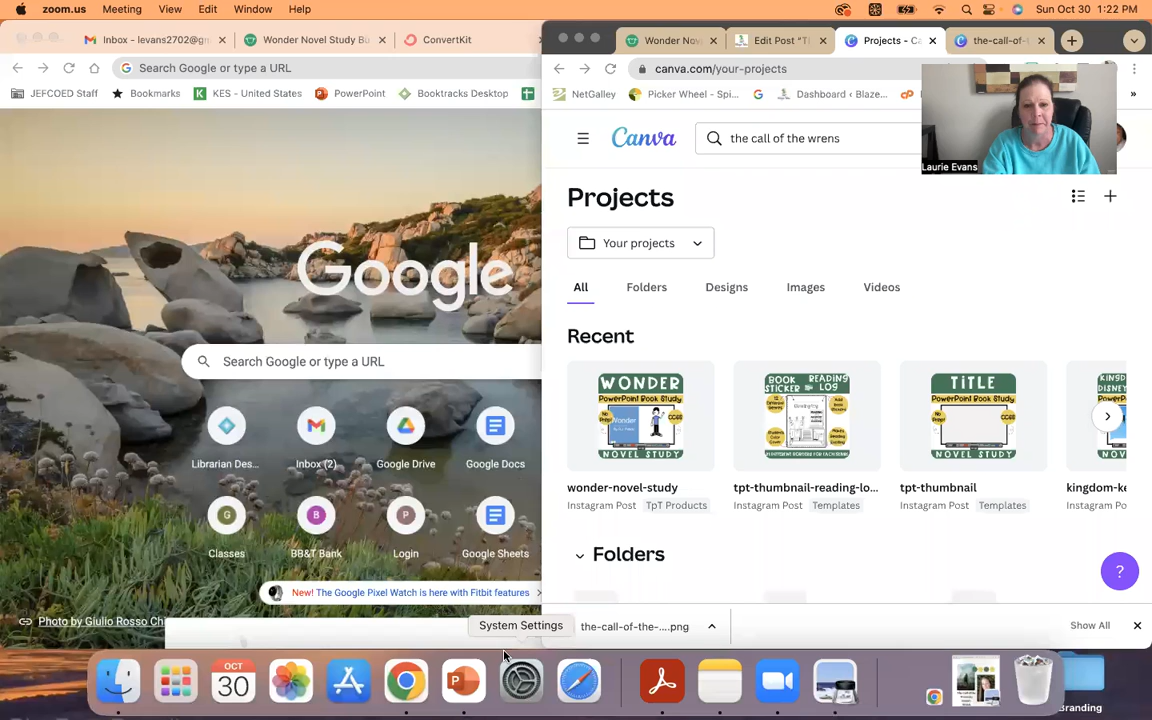 zoom.us Meeting View Edit Window Help Sun Oct 30 1:22 PM
Inbox - levans2702@g Wonder Novel Study Bu ConvertKit
Wonder Nov Edit Post "T Projects - Ca the-call-of-
Search Google or type a URL
canva.com/your-projects
JEFCOED Staff Bookmarks KES - United States PowerPoint Booktracks Desktop
NetGalley Picker Wheel - Spi... Dashboard ‹ Blaze... »
Canva
the call of the wrens
Laurie Evans
Projects
Your projects
All Folders Designs Images Videos
Recent
Google
Search Google or type a URL
WONDER
PowerPoint Book Study
No Prep!
CCSS
Wonder
NOVEL STUDY
BOOK STICKER READING LOG
TiTLE
PowerPoint Book Study
No Prep!
CCSS
NOVEL STUDY
wonder-novel-study
Instagram Post TpT Products
tpt-thumbnail-reading-lo...
Instagram Post Templates
tpt-thumbnail
Instagram Post Templates
kingdom-ke
Instagram Po
Librarian Des... Inbox (2) Google Drive Google Docs
G B P
Classes BB&T Bank Login Google Sheets
Folders
?
New! The Google Pixel Watch is here with Fitbit features
Photo by Giulio Rosso Chi
System Settings
the-call-of-the-....png
Show All
OCT
30
Branding